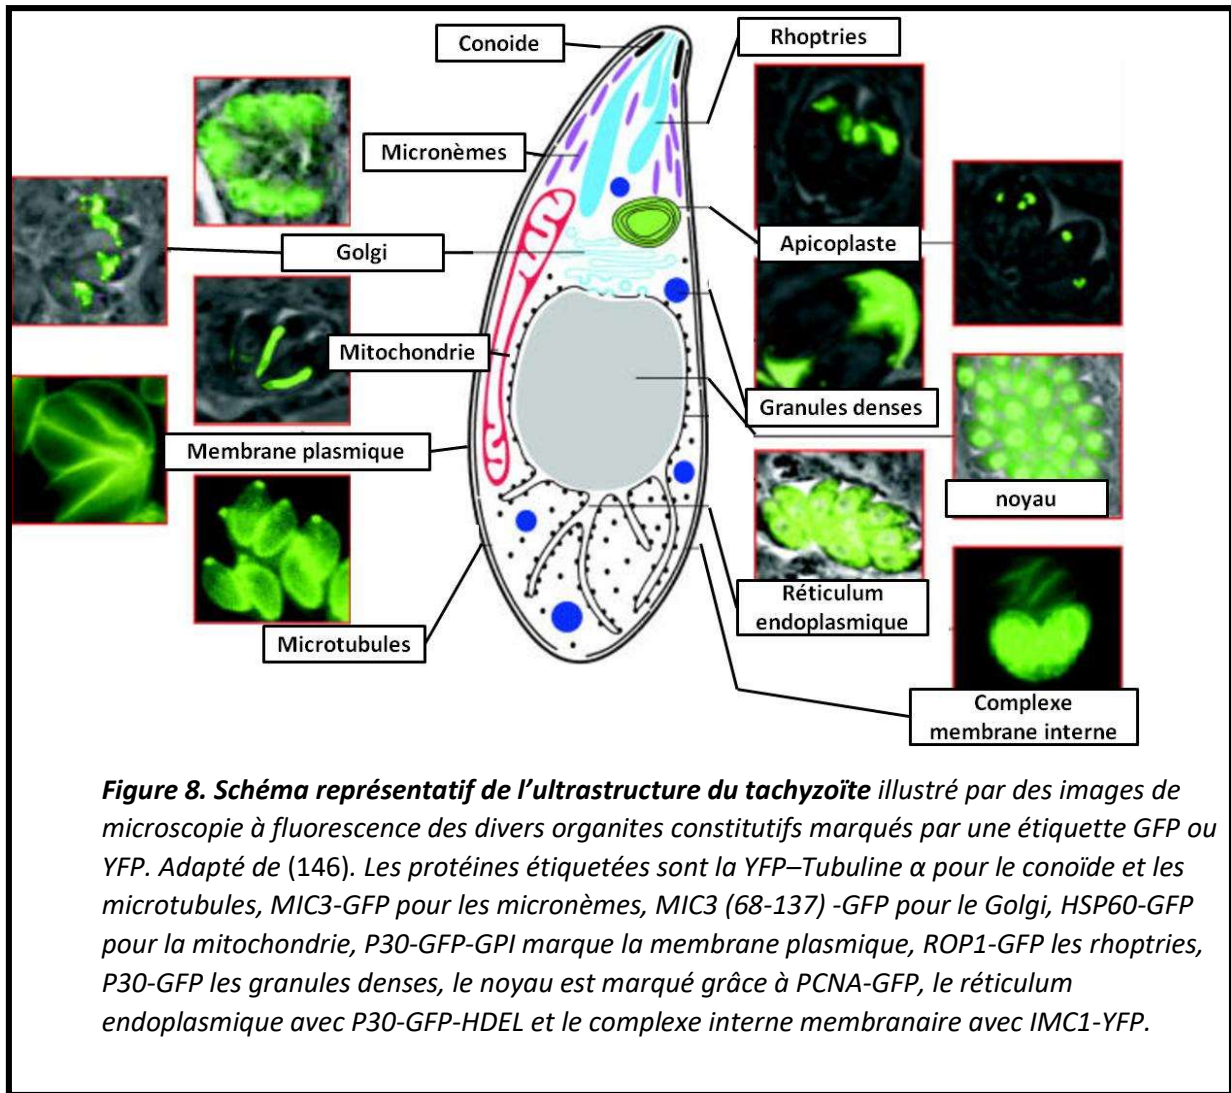 Conoide
Rhoptries
Micronèmes
Golgi
Apicoplaste
Mitochondrie
Granules denses
Membrane plasmique
noyau
Réticulum
endoplasmique
Microtubules
Complexe
membrane interne
Figure 8. Schéma représentatif de l’ultrastructure du tachyzoïte illustré par des images de
microscopie à fluorescence des divers organites constitutifs marqués par une étiquette GFP ou
YFP. Adapté de (146). Les protéines étiquetées sont la YFP–Tubuline α pour le conoïde et les
microtubules, MIC3-GFP pour les micronèmes, MIC3 (68-137) -GFP pour le Golgi, HSP60-GFP
pour la mitochondrie, P30-GFP-GPI marque la membrane plasmique, ROP1-GFP les rhoptries,
P30-GFP les granules denses, le noyau est marqué grâce à PCNA-GFP, le réticulum
endoplasmique avec P30-GFP-HDEL et le complexe interne membranaire avec IMC1-YFP.